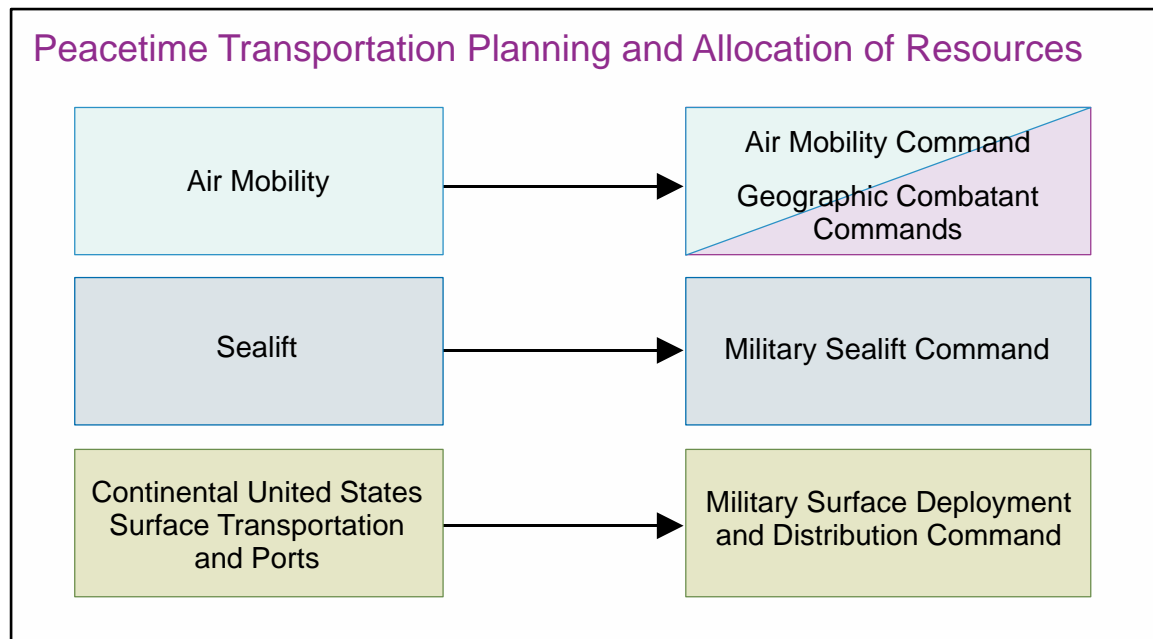 Peacetime Transportation Planning and Allocation of Resources
Air Mobility
Air Mobility Command
Geographic Combatant
Commands
Sealift
Military Sealift Command
Continental United States
Surface Transportation
and Ports
Military Surface Deployment
and Distribution Command